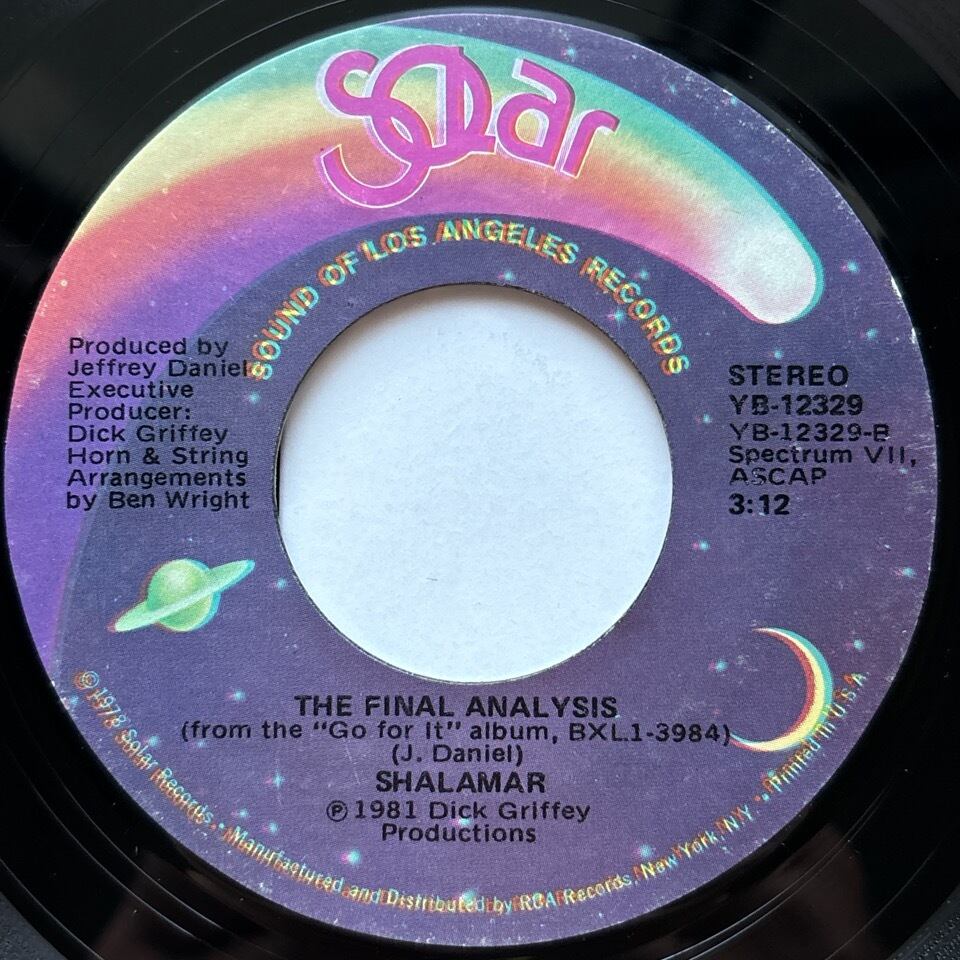 Solar
SOUND OF LOS ANGELES RECORDS
Produced by
Jeffrey Daniel
Executive
Producer:
Dick Griffey
Horn & String
Arrangements
by Ben Wright
STEREO
YB-12329
YB-12329-B
Spectrum VII,
ASCAP
3:12
THE FINAL ANALYSIS
(from the "Go for It" album, BXL1-3984)
(J. Daniel)
SHALAMAR
℗ 1981 Dick Griffey
Productions
© 1978 Solar Records • Manufactured and Distributed by RCA Records, New York, N.Y. • Printed in U.S.A.